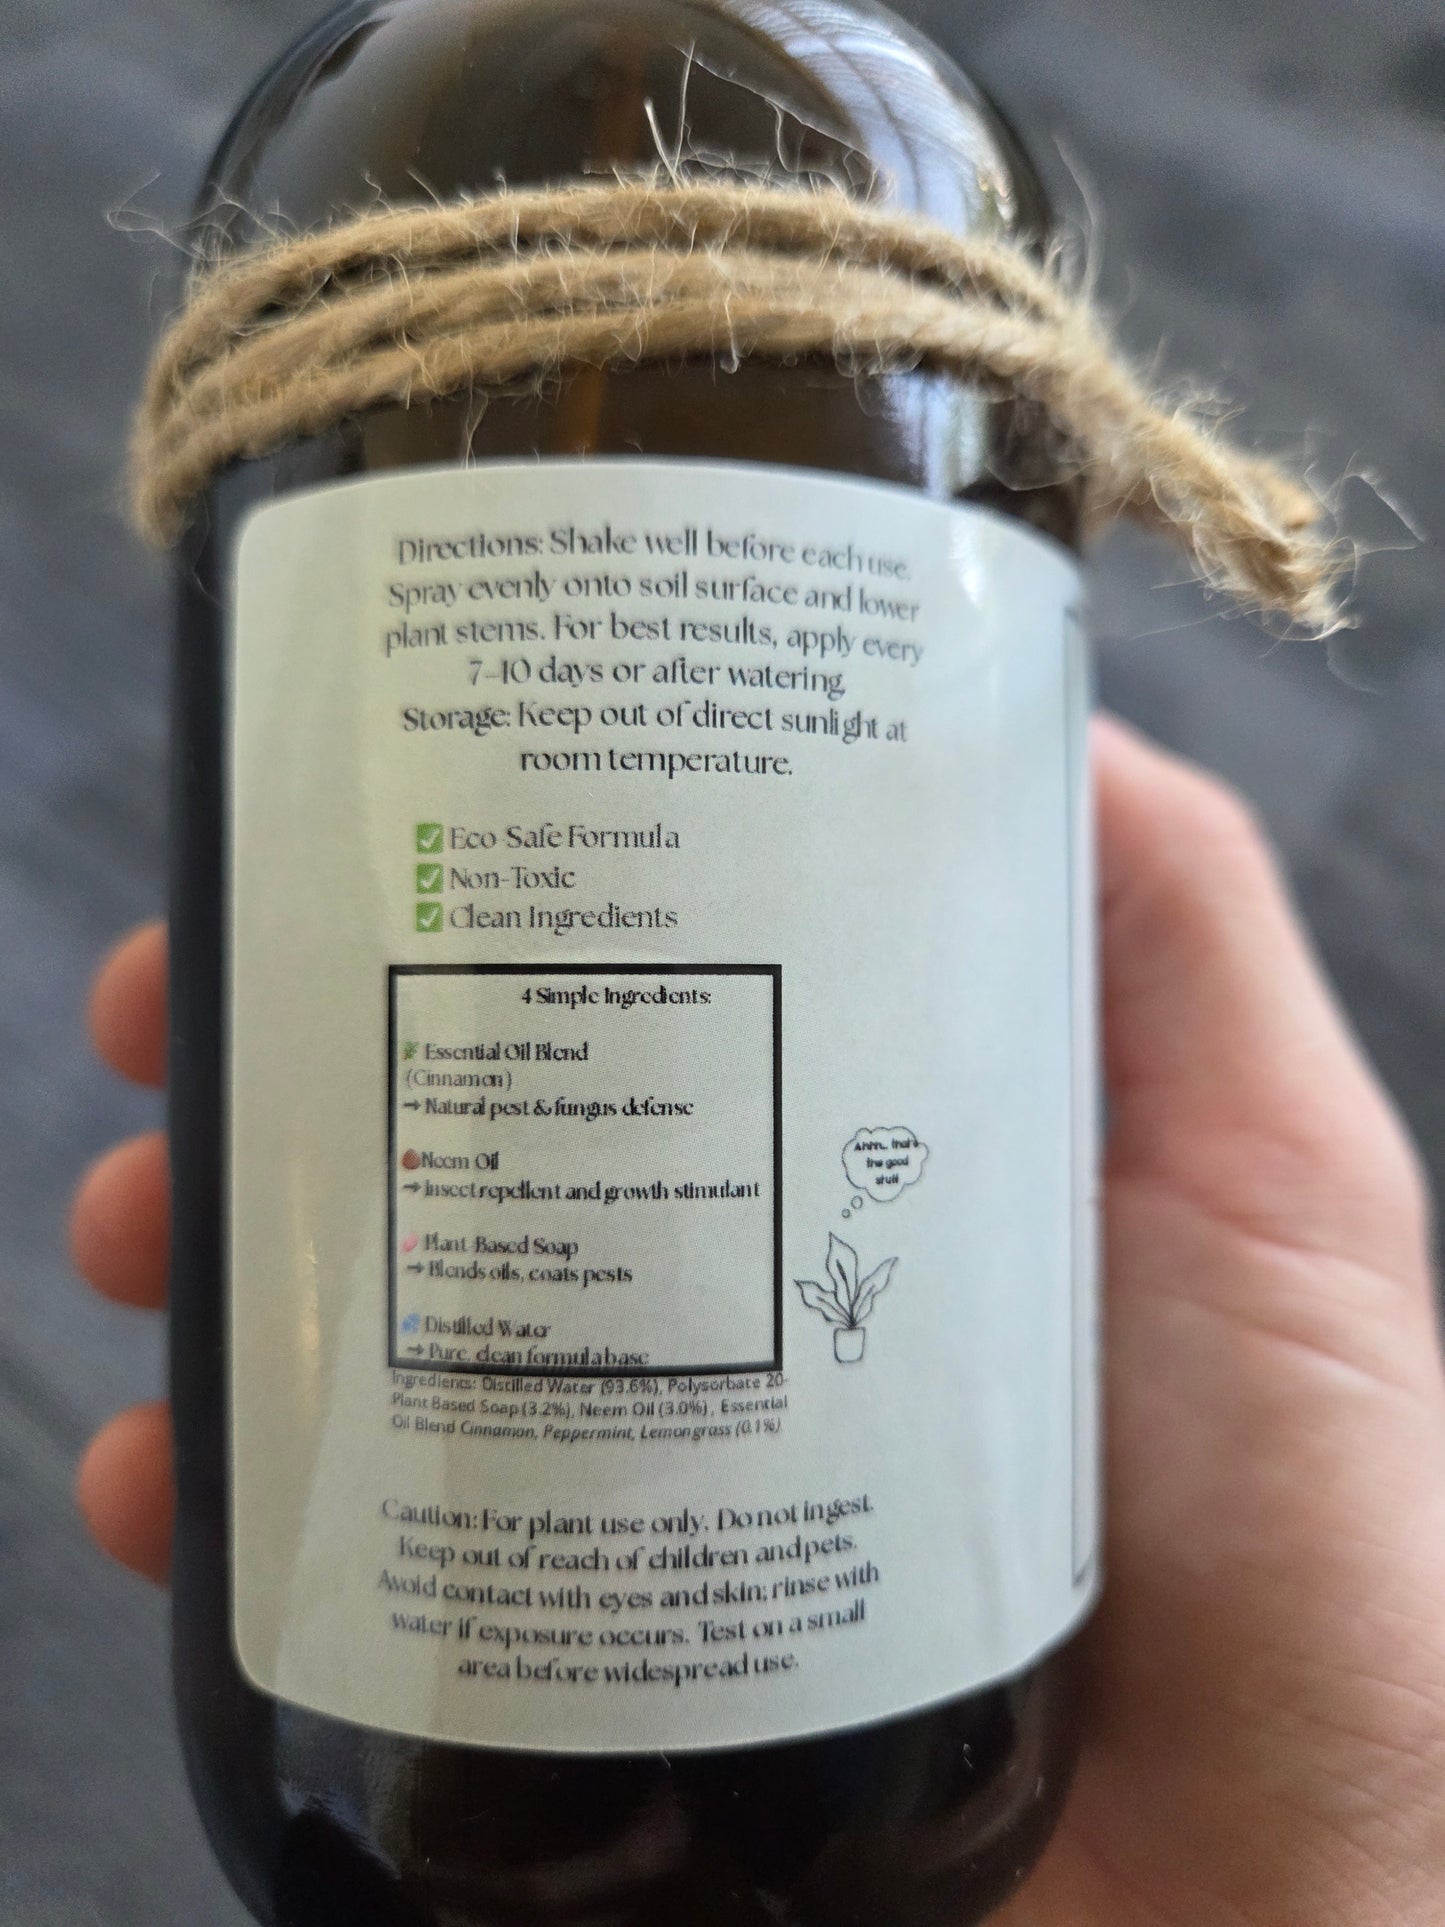 Directions: Shake well before each use.
Spray evenly onto soil surface and lower
plant stems. For best results, apply every
7-10 days or after watering.
Storage: Keep out of direct sunlight at
room temperature.
✅ Eco-Safe Formula
✅ Non-Toxic
✅ Clean Ingredients
4 Simple Ingredients:
🌿 Essential Oil Blend
(Cinnamon)
→ Natural pest & fungus defense
🌰 Neem Oil
→ Insect repellent and growth stimulant
🧼 Plant-Based Soap
→ Blends oils, coats pests
💦 Distilled Water
→ Pure, clean formula base
Ahhh... that's
the good
stuff
Ingredients: Distilled Water (93.6%), Polysorbate 20-
Plant Based Soap (3.2%), Neem Oil (3.0%), Essential
Oil Blend Cinnamon, Peppermint, Lemongrass (0.1%)
Caution: For plant use only. Do not ingest.
Keep out of reach of children and pets.
Avoid contact with eyes and skin; rinse with
water if exposure occurs. Test on a small
area before widespread use.